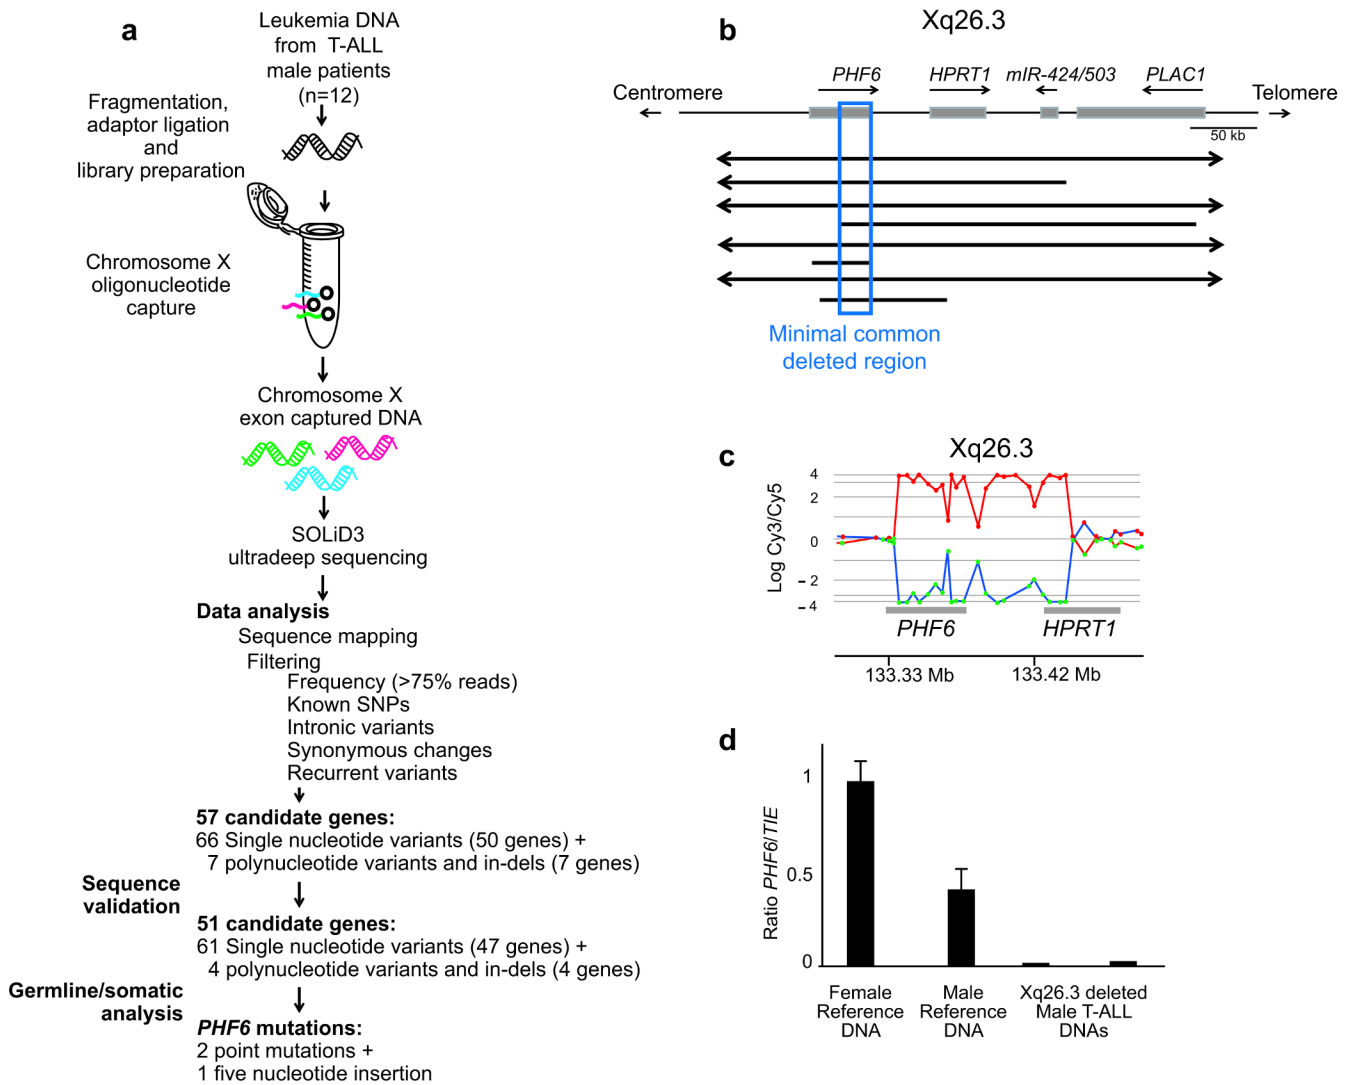 a
Leukemia DNA
from T-ALL
male patients
(n=12)
Fragmentation,
adaptor ligation
and
library preparation
Chromosome X
oligonucleotide
capture
Chromosome X
exon captured DNA
SOLiD3
ultradeep sequencing
Data analysis
Sequence mapping
Filtering
Frequency (>75% reads)
Known SNPs
Intronic variants
Synonymous changes
Recurrent variants
57 candidate genes:
66 Single nucleotide variants (50 genes) +
7 polynucleotide variants and in-dels (7 genes)
Sequence
validation
51 candidate genes:
61 Single nucleotide variants (47 genes) +
4 polynucleotide variants and in-dels (4 genes)
Germline/somatic
analysis
PHF6 mutations:
2 point mutations +
1 five nucleotide insertion
b
Xq26.3
PHF6 HPRT1 mIR-424/503 PLAC1
Centromere Telomere
50 kb
Minimal common
deleted region
c
Xq26.3
Log Cy3/Cy5
4
2
0
– 2
– 4
PHF6 HPRT1
133.33 Mb 133.42 Mb
d
Ratio PHF6/TIE
1
0.5
0
Female
Reference
DNA
Male
Reference
DNA
Xq26.3 deleted
Male T-ALL
DNAs